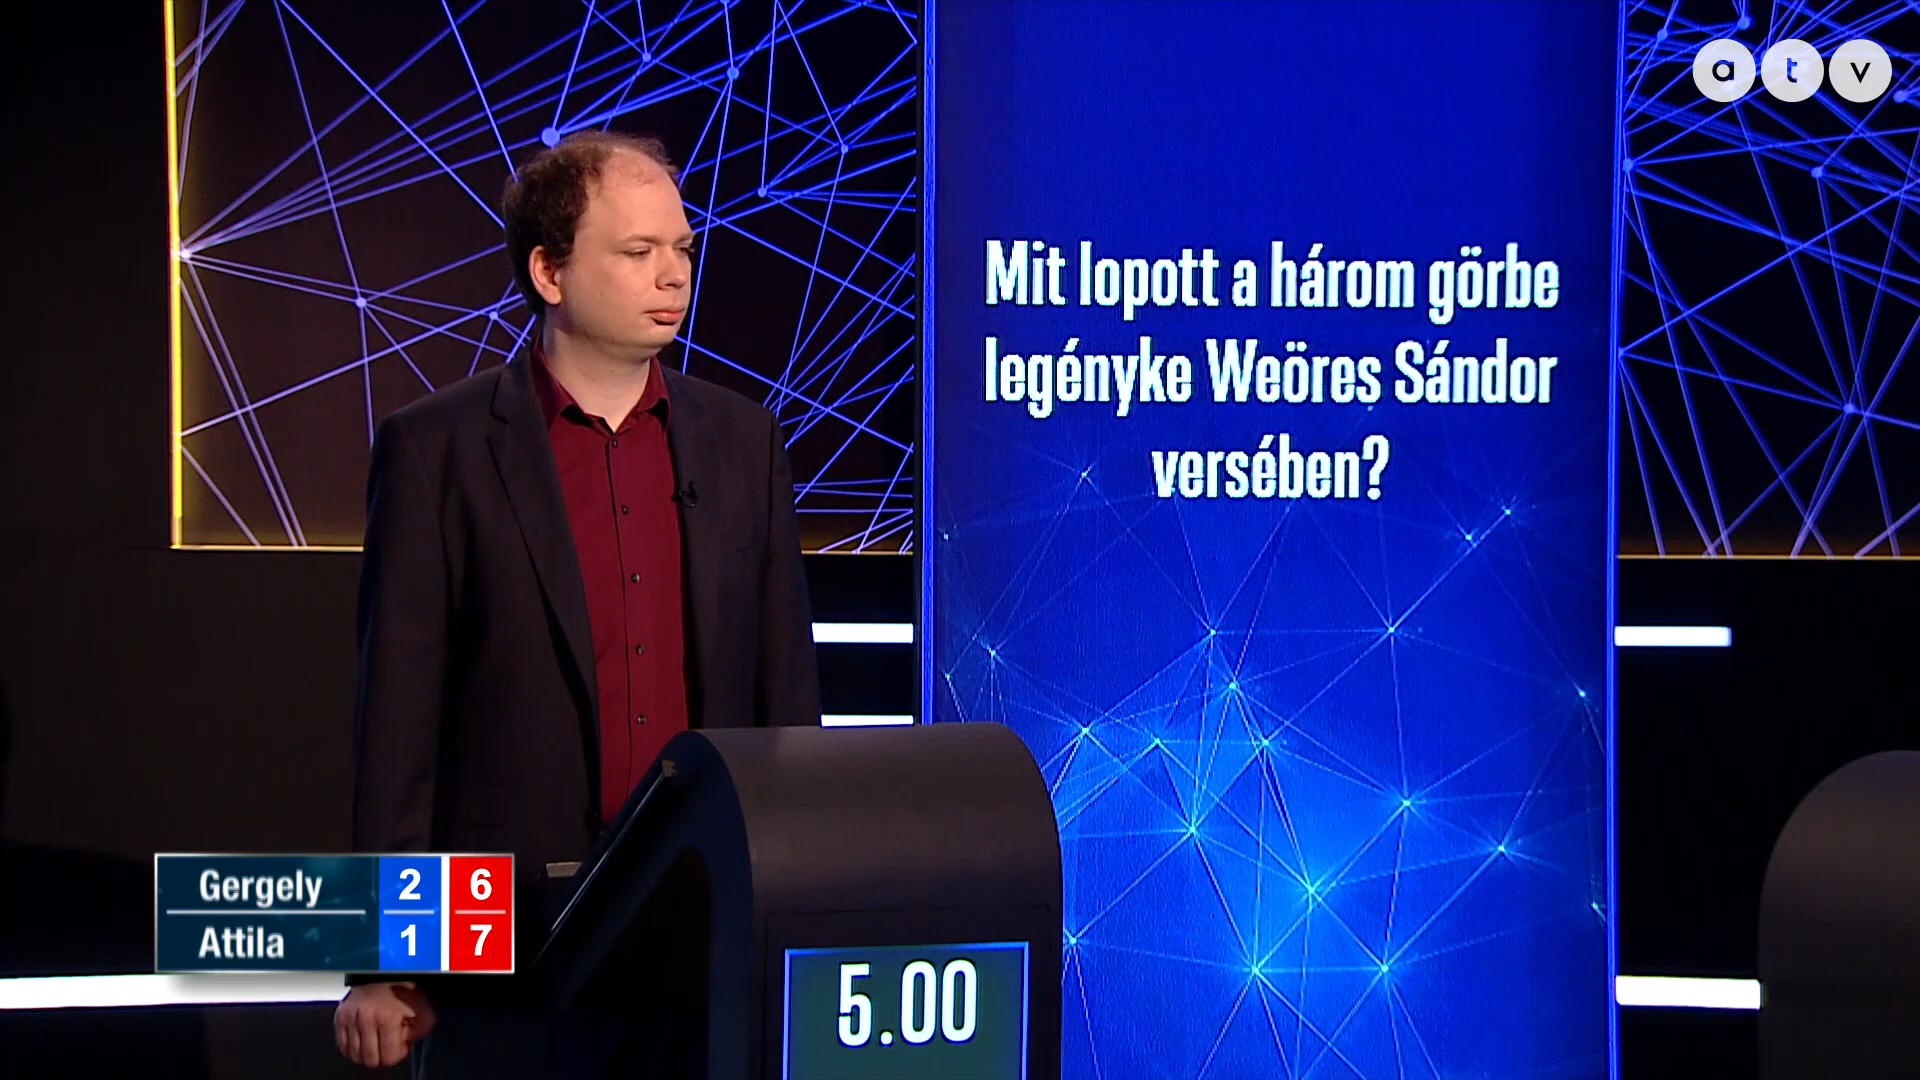 atv
Mit lopott a három görbe
legényke Weöres Sándor
versében?
Gergely 2 6
Attila 1 7
5.00